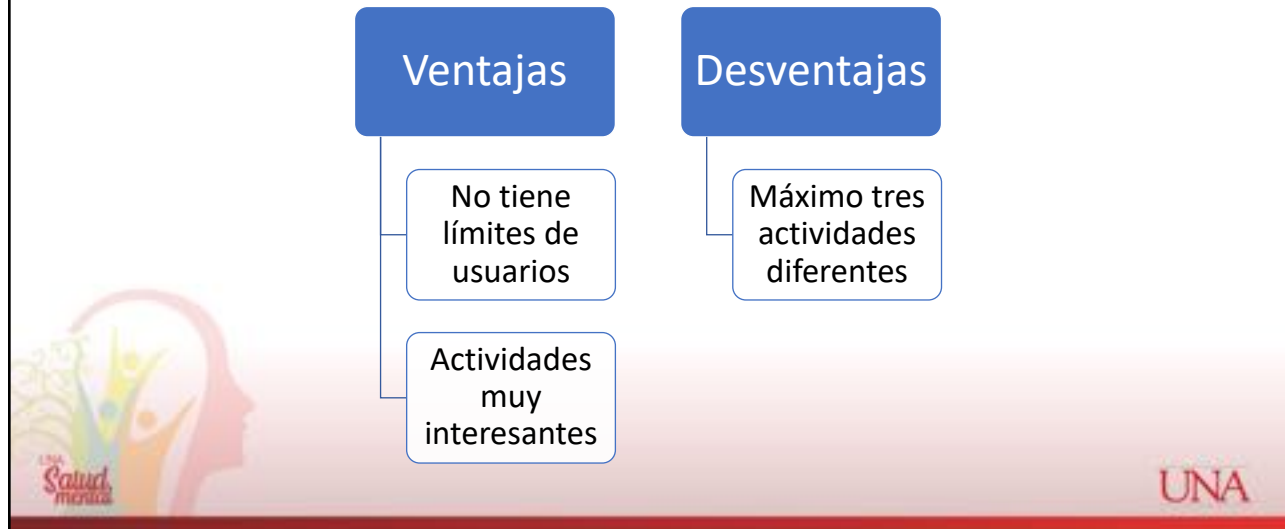 Ventajas
No tiene
límites de
usuarios
Actividades
muy
interesantes
Desventajas
Máximo tres
actividades
diferentes
UNA
Salud
mental
UNA